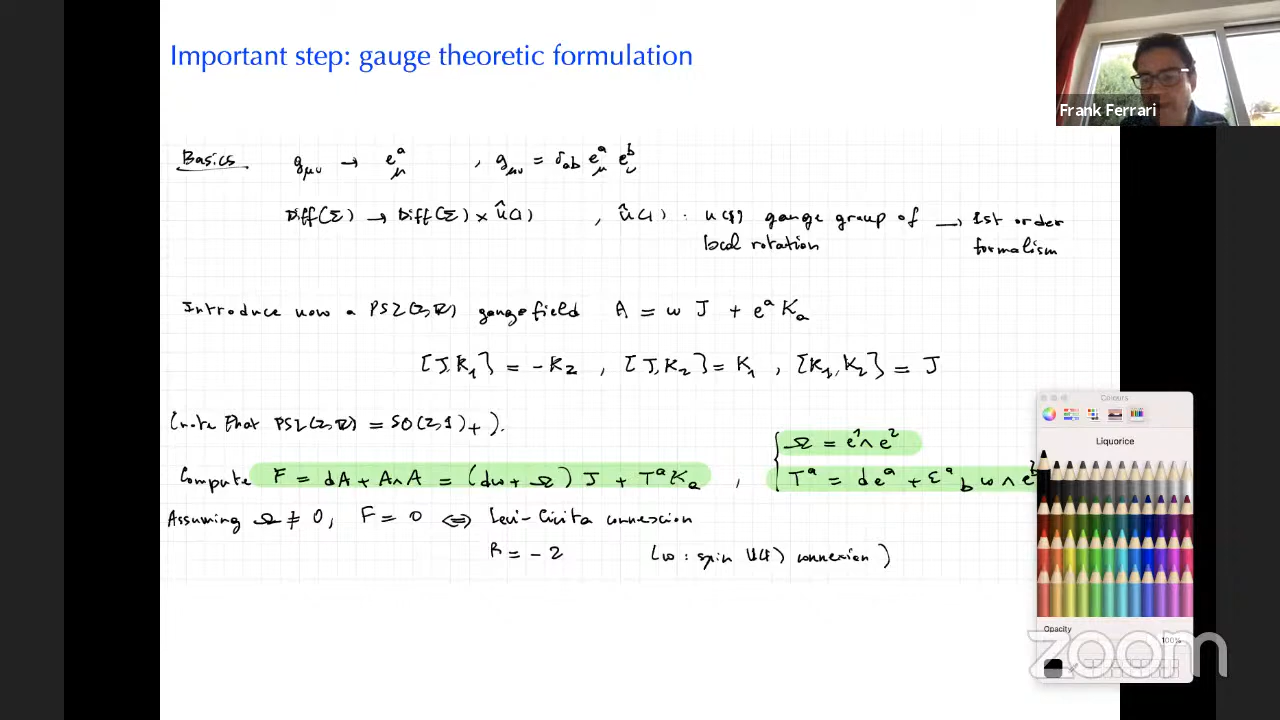 Important step: gauge theoretic formulation
Frank Ferrari
Basics g_μν → e^a_μ , g_μν = δ_ab e^a_μ e^b_ν
Diff(Σ) → Diff(Σ) × Û(1) , Û(1) : U(1) gauge group of → 1st order
local rotation formalism
Introduce now a PSL(2,R) gauge field A = ω J + e^a K_a
[J,K_1] = -K_2 , [J,K_2] = K_1 , [K_1,K_2] = J
(note that PSL(2,R) = SO(2,1)_+ ).
Ω = e^1 ∧ e^2
Compute F = dA + A∧A = (dω + Ω) J + T^a K_a , T^a = de^a + ε^a_b ω ∧ e^b
Assuming Ω ≠ 0, F = 0 ⇔ Levi-Civita connexion
R = -2 (ω : spin U(1) connexion)
Colours
Liquorice
Opacity
100%
zoom